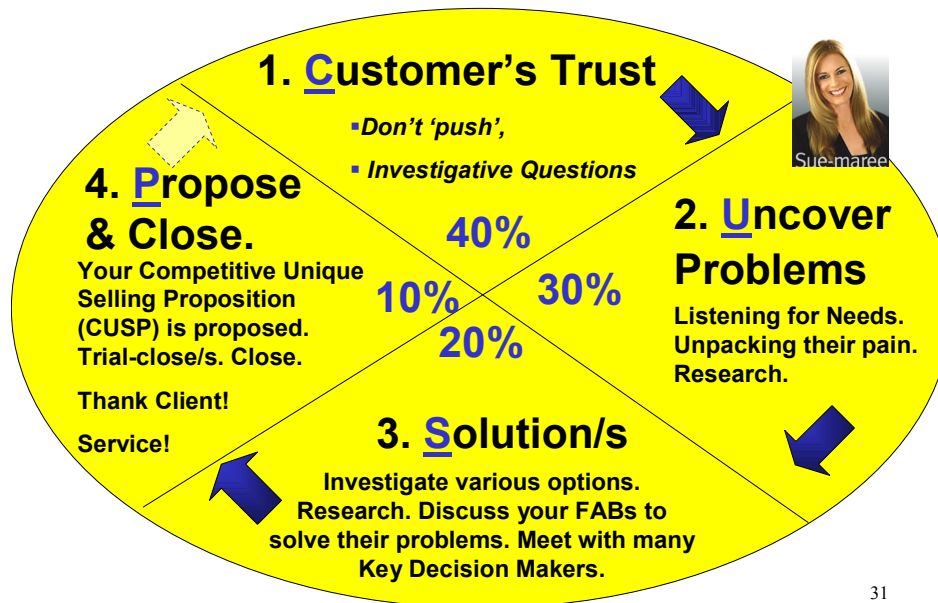 1. Customer's Trust
▪Don't 'push',
▪ Investigative Questions
40%
Sue-maree
2. Uncover
Problems
30%
Listening for Needs.
Unpacking their pain.
Research.
3. Solution/s
20%
Investigate various options.
Research. Discuss your FABs to
solve their problems. Meet with many
Key Decision Makers.
4. Propose
& Close.
10%
Your Competitive Unique
Selling Proposition
(CUSP) is proposed.
Trial-close/s. Close.
Thank Client!
Service!
31